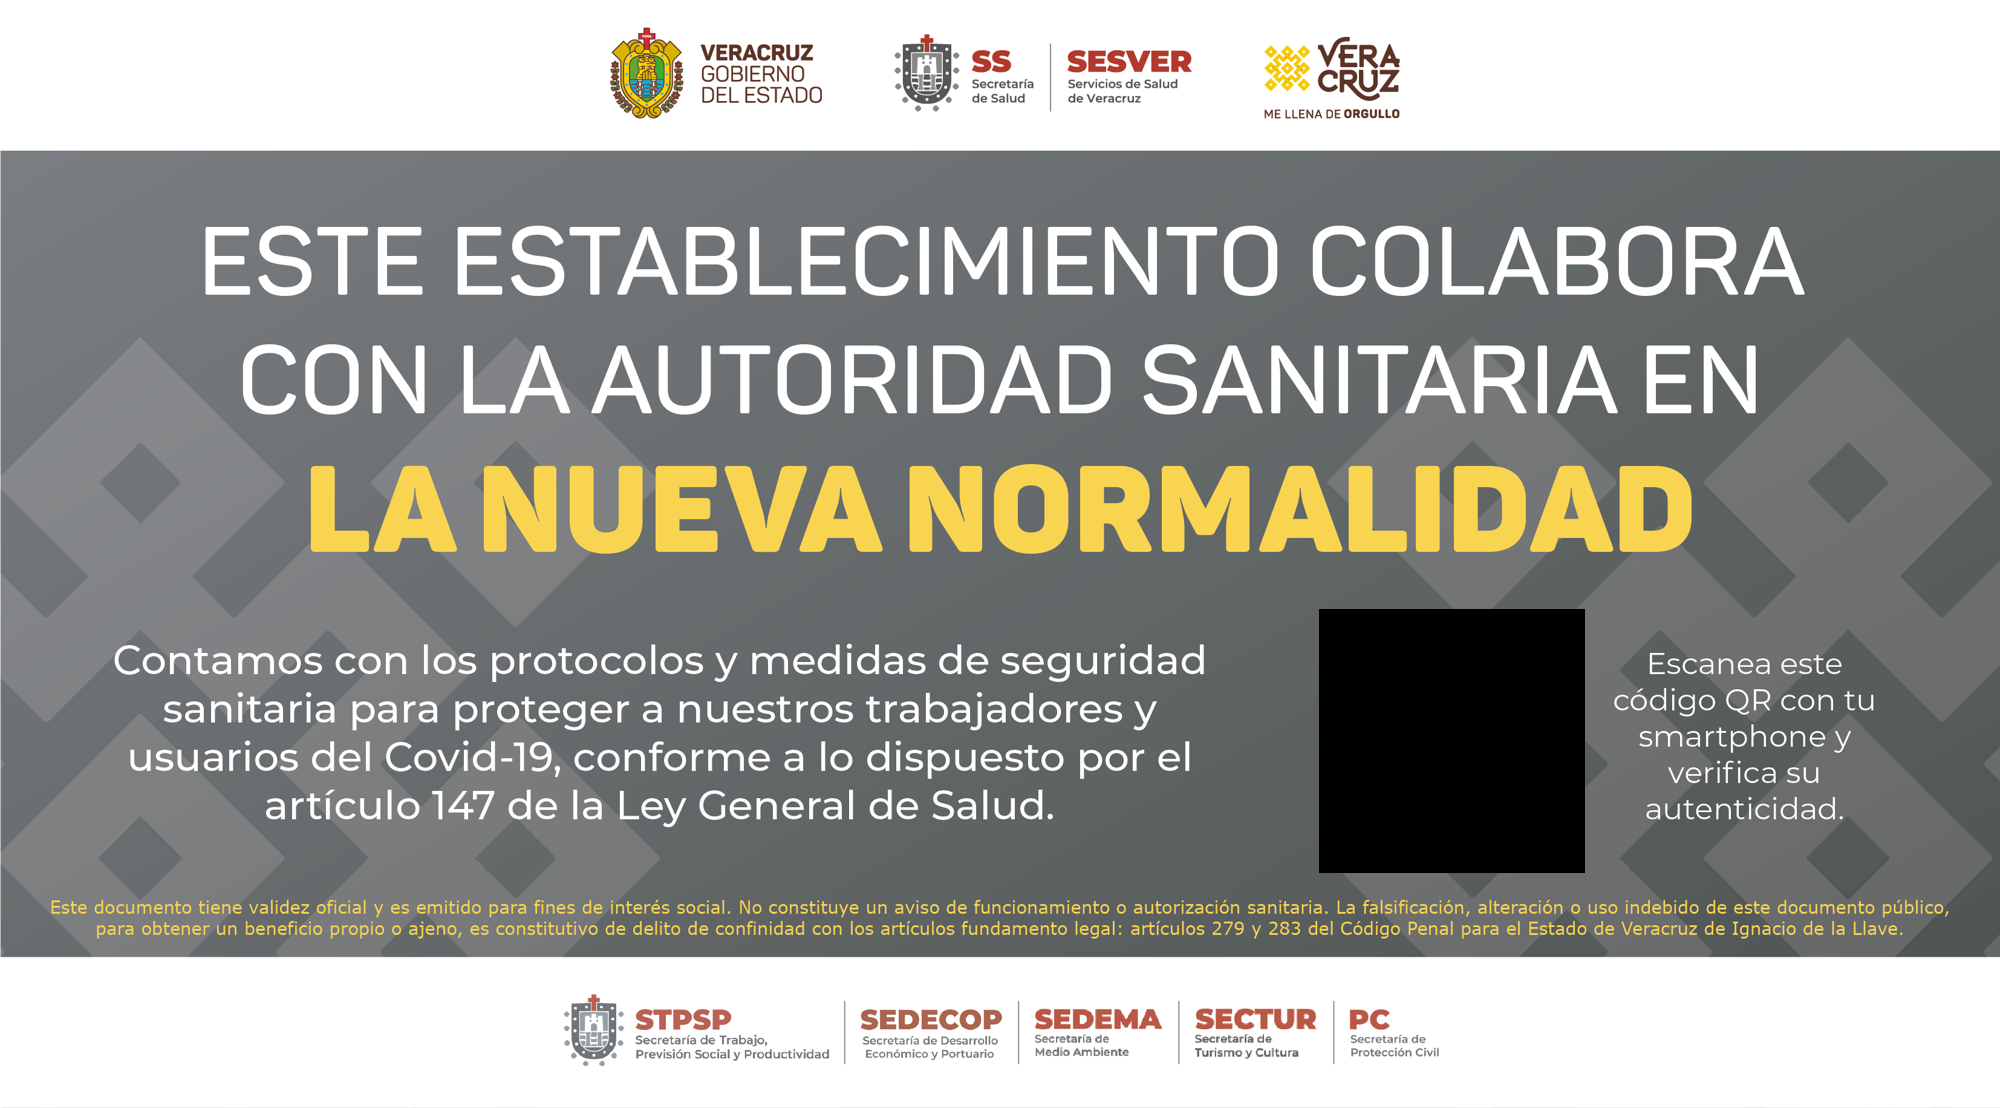 VERACRUZ
GOBIERNO
DEL ESTADO
SS
Secretaría
de Salud
SESVER
Servicios de Salud
de Veracruz
VERA
CRUZ
ME LLENA DE ORGULLO
ESTE ESTABLECIMIENTO COLABORA
CON LA AUTORIDAD SANITARIA EN
LA NUEVA NORMALIDAD
Contamos con los protocolos y medidas de seguridad
sanitaria para proteger a nuestros trabajadores y
usuarios del Covid-19, conforme a lo dispuesto por el
artículo 147 de la Ley General de Salud.
Escanea este
código QR con tu
smartphone y
verifica su
autenticidad.
Este documento tiene validez oficial y es emitido para fines de interés social. No constituye un aviso de funcionamiento o autorización sanitaria. La falsificación, alteración o uso indebido de este documento público,
para obtener un beneficio propio o ajeno, es constitutivo de delito de confinidad con los artículos fundamento legal: artículos 279 y 283 del Código Penal para el Estado de Veracruz de Ignacio de la Llave.
STPSP
Secretaría de Trabajo,
Previsión Social y Productividad
SEDECOP
Secretaría de Desarrollo
Económico y Portuario
SEDEMA
Secretaría de
Medio Ambiente
SECTUR
Secretaría de
Turismo y Cultura
PC
Secretaría de
Protección Civil